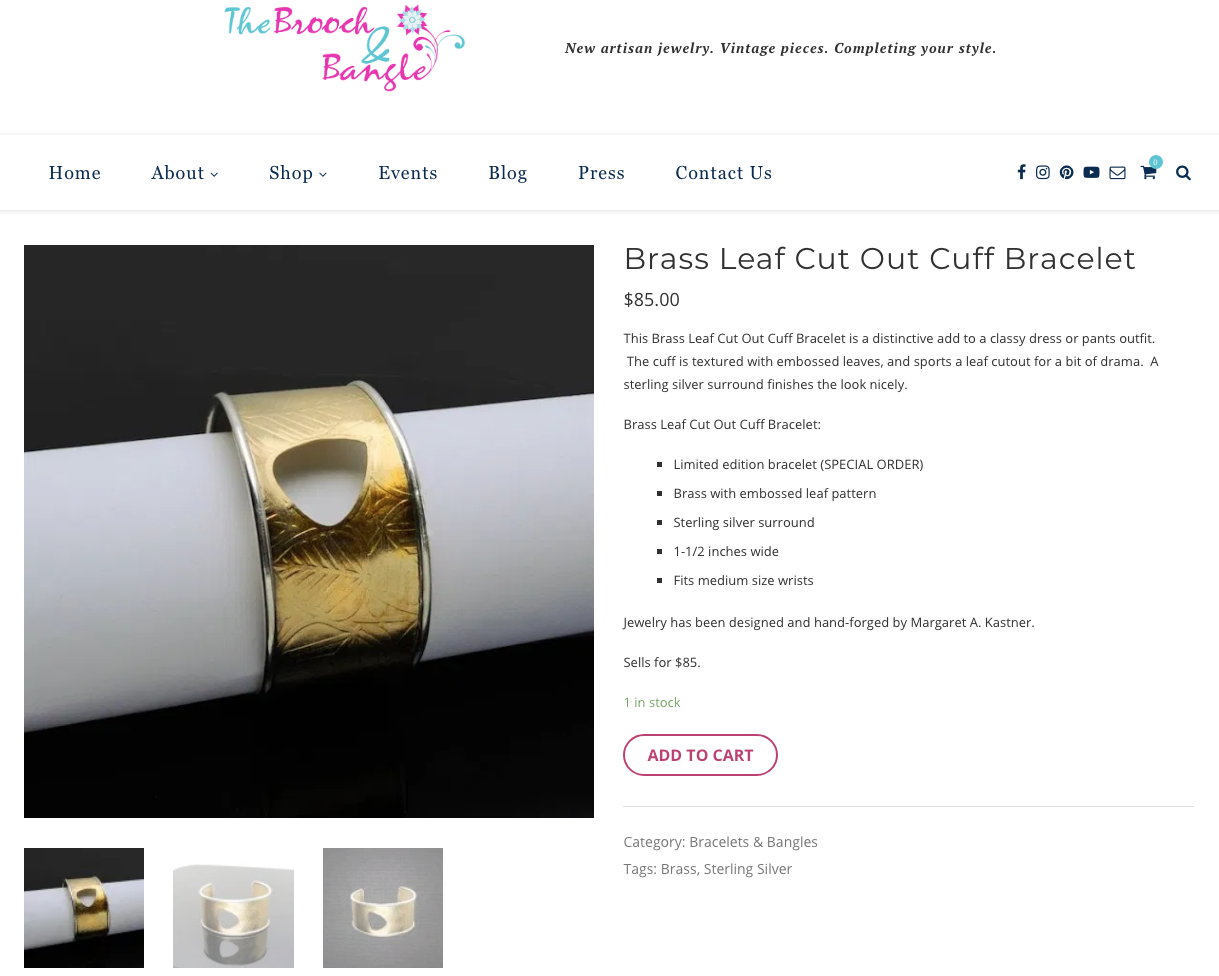 The Brooch
&
Bangle
New artisan jewelry. Vintage pieces. Completing your style.
Home About Shop Events Blog Press Contact Us 0
Brass Leaf Cut Out Cuff Bracelet
$85.00
This Brass Leaf Cut Out Cuff Bracelet is a distinctive add to a classy dress or pants outfit.
The cuff is textured with embossed leaves, and sports a leaf cutout for a bit of drama. A
sterling silver surround finishes the look nicely.
Brass Leaf Cut Out Cuff Bracelet:
Limited edition bracelet (SPECIAL ORDER)
Brass with embossed leaf pattern
Sterling silver surround
1-1/2 inches wide
Fits medium size wrists
Jewelry has been designed and hand-forged by Margaret A. Kastner.
Sells for $85.
1 in stock
ADD TO CART
Category: Bracelets & Bangles
Tags: Brass, Sterling Silver